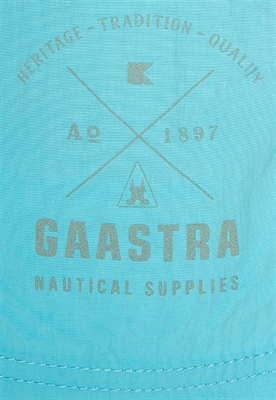 HERITAGE - TRADITION - QUALITY
AO 1897
GAASTRA
NAUTICAL SUPPLIES